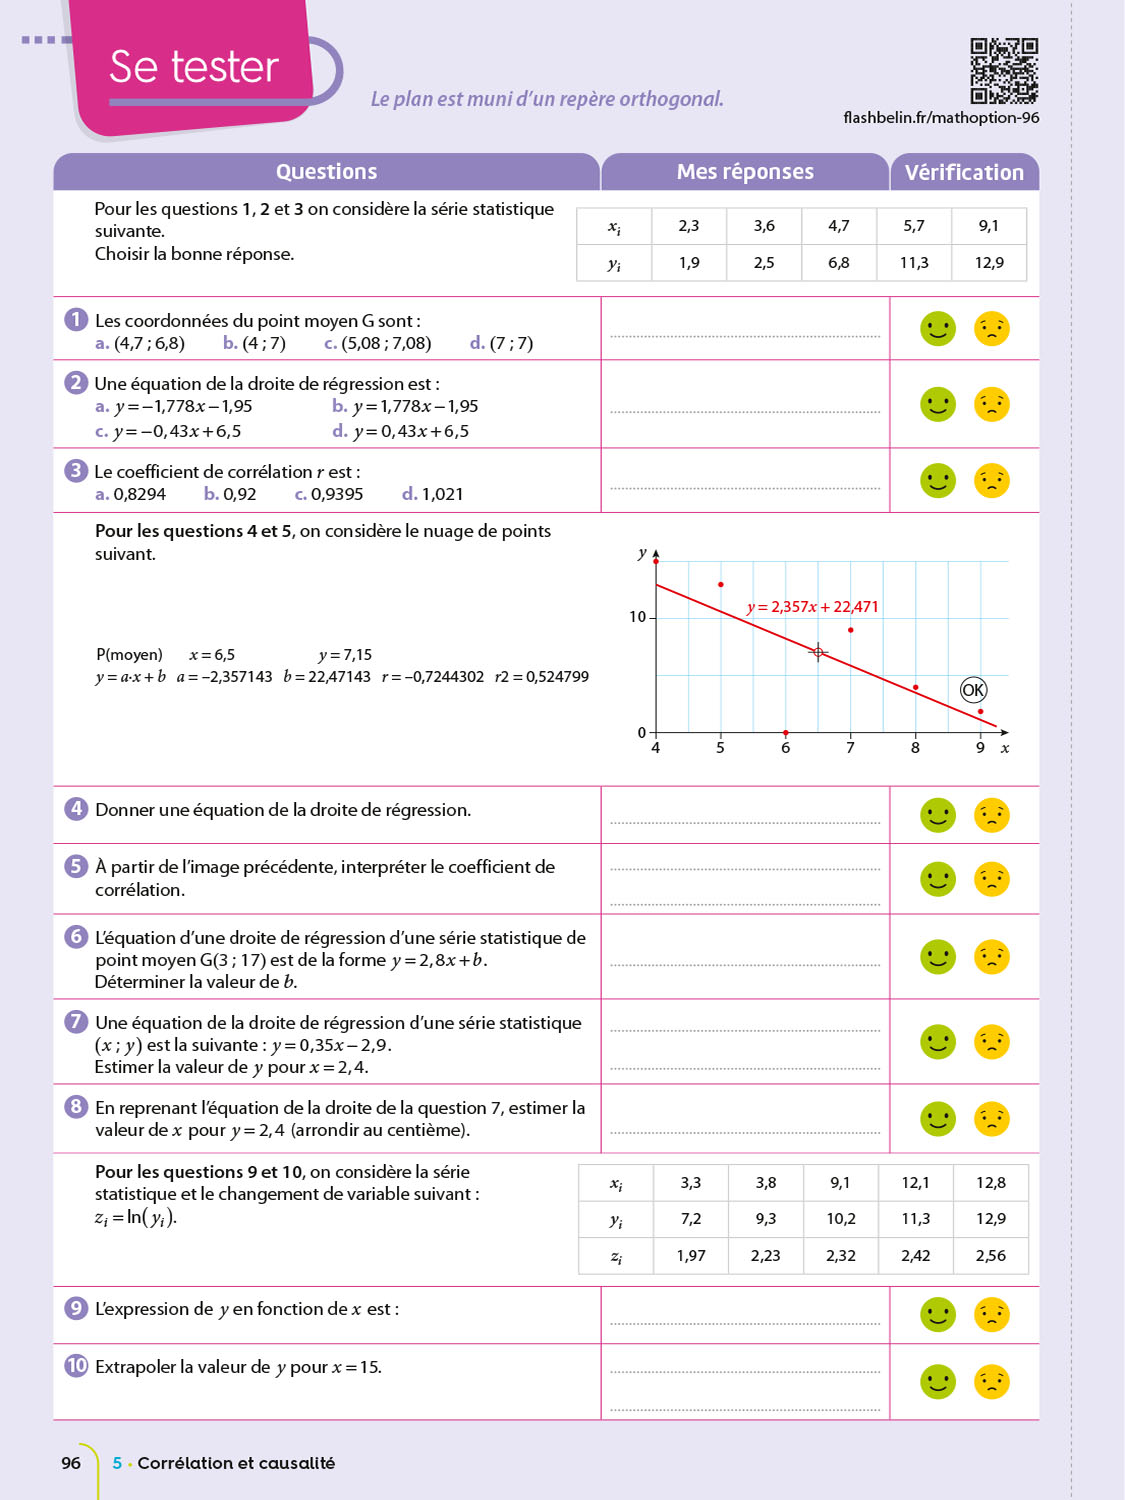 Se tester
Le plan est muni d’un repère orthogonal.
flashbelin.fr/mathoption-96
Questions Mes réponses Vérification
Pour les questions 1, 2 et 3 on considère la série statistique
suivante.
Choisir la bonne réponse.
xi 2,3 3,6 4,7 5,7 9,1
yi 1,9 2,5 6,8 11,3 12,9
1 Les coordonnées du point moyen G sont :
a. (4,7 ; 6,8) b. (4 ; 7) c. (5,08 ; 7,08) d. (7 ; 7)
2 Une équation de la droite de régression est :
a. y = −1,778x − 1,95 b. y = 1,778x − 1,95
c. y = −0,43x + 6,5 d. y = 0,43x + 6,5
3 Le coefficient de corrélation r est :
a. 0,8294 b. 0,92 c. 0,9395 d. 1,021
Pour les questions 4 et 5, on considère le nuage de points
suivant.
P(moyen) x = 6,5 y = 7,15
y = a·x + b a = –2,357143 b = 22,47143 r = –0,7244302 r2 = 0,524799
y
y = 2,357x + 22,471
10
OK
0
4 5 6 7 8 9 x
4 Donner une équation de la droite de régression.
5 À partir de l’image précédente, interpréter le coefficient de
corrélation.
6 L’équation d’une droite de régression d’une série statistique de
point moyen G(3 ; 17) est de la forme y = 2,8x + b.
Déterminer la valeur de b.
7 Une équation de la droite de régression d’une série statistique
(x ; y) est la suivante : y = 0,35x − 2,9.
Estimer la valeur de y pour x = 2,4.
8 En reprenant l’équation de la droite de la question 7, estimer la
valeur de x pour y = 2,4 (arrondir au centième).
Pour les questions 9 et 10, on considère la série
statistique et le changement de variable suivant :
zi = ln(yi).
xi 3,3 3,8 9,1 12,1 12,8
yi 7,2 9,3 10,2 11,3 12,9
zi 1,97 2,23 2,32 2,42 2,56
9 L’expression de y en fonction de x est :
10 Extrapoler la valeur de y pour x = 15.
96 5 • Corrélation et causalité